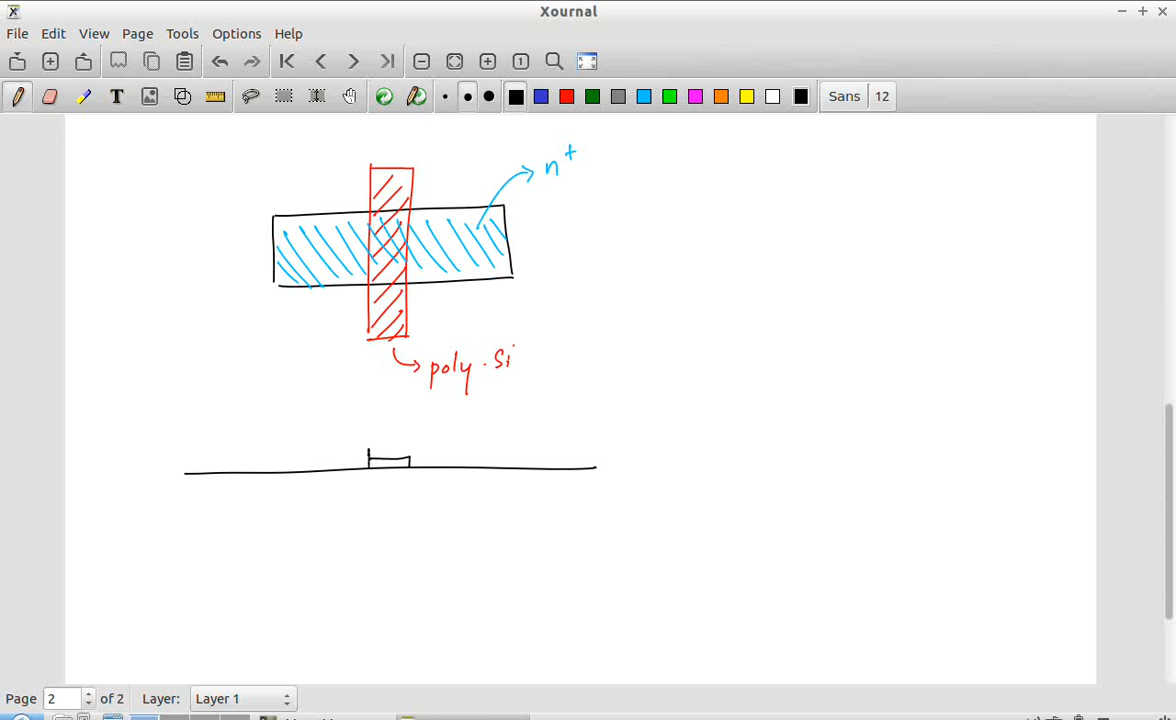 Xournal
File Edit View Page Tools Options Help
Sans 12
n+
poly-Si
Page 2 of 2 Layer: Layer 1